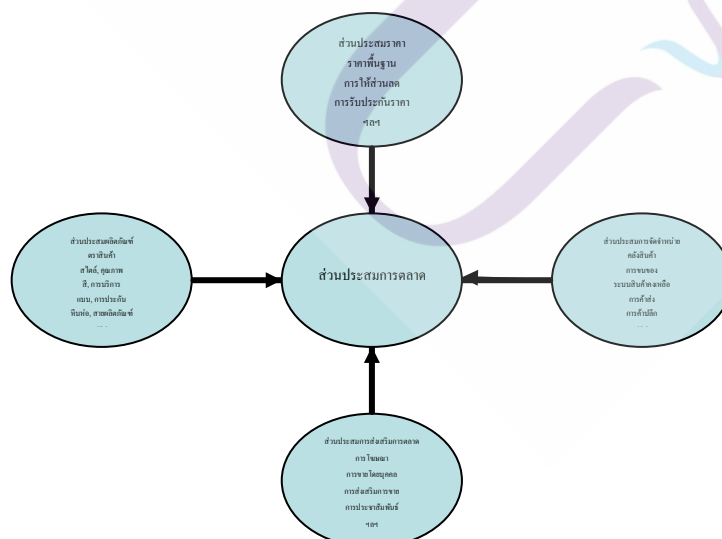 ส่วนประสมราคา
ราคาพื้นฐาน
การให้ส่วนลด
การรับประกันราคา
ฯลฯ
ส่วนประสมผลิตภัณฑ์
ตราสินค้า
สไตล์, คุณภาพ
สี, การบริการ
แบบ, การประกัน
หีบห่อ, สายผลิตภัณฑ์
ส่วนประสมการตลาด
ส่วนประสมการจัดจำหน่าย
คลังสินค้า
การขนของ
ระบบสินค้าคงเหลือ
การค้าส่ง
การค้าปลีก
ส่วนประสมการส่งเสริมการตลาด
การโฆษณา
การขายโดยบุคคล
การส่งเสริมการขาย
การประชาสัมพันธ์
ฯลฯ